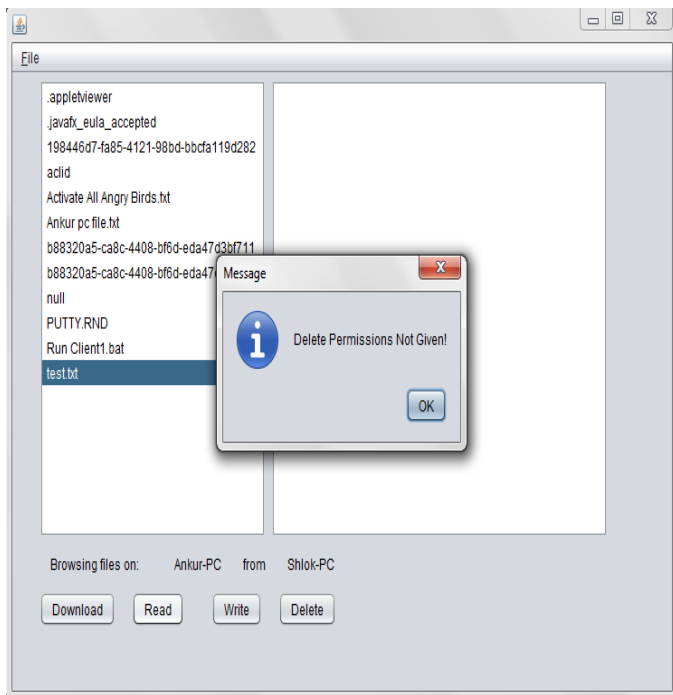 File
.appletviewer
.javafx_eula_accepted
198446d7-fa85-4121-98bd-bbcfa119d282
aclid
Activate All Angry Birds.txt
Ankur pc file.txt
b88320a5-ca8c-4408-bf6d-eda47d3bf711
b88320a5-ca8c-4408-bf6d-eda47
null
PUTTY.RND
Run Client1.bat
test.txt
Message
X
Delete Permissions Not Given!
OK
Browsing files on: Ankur-PC from Shlok-PC
Download Read Write Delete